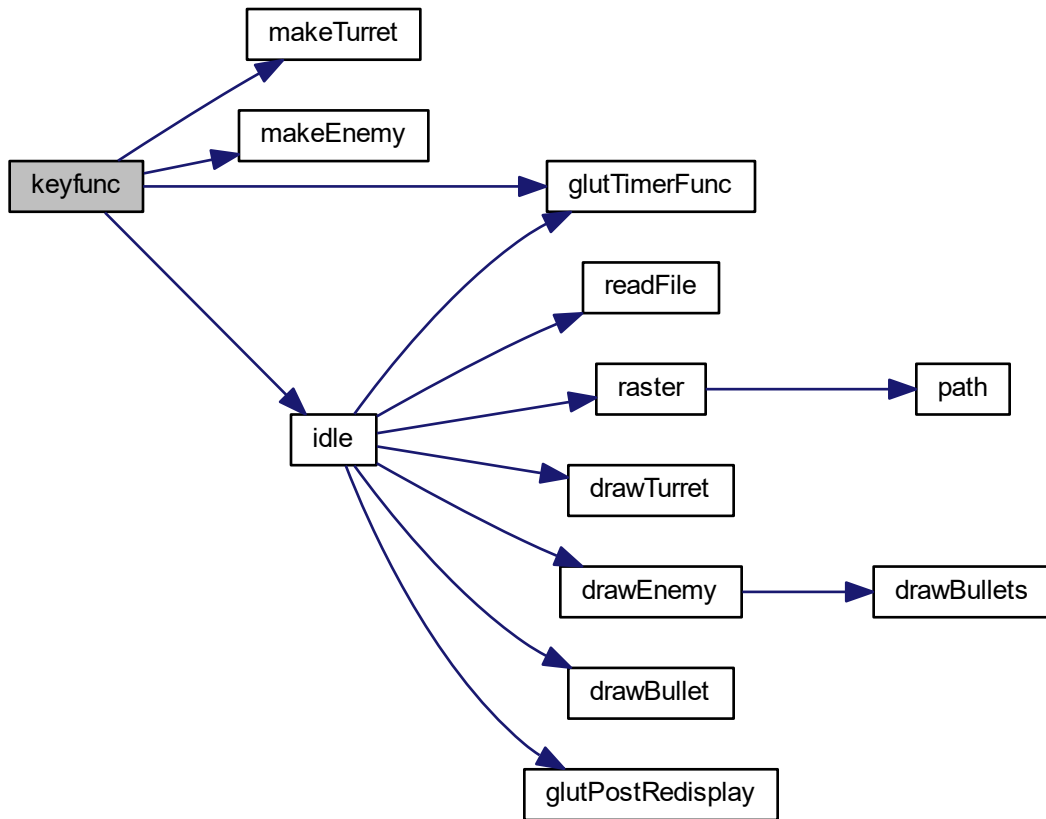 makeTurret
makeEnemy
keyfunc
glutTimerFunc
readFile
raster
path
idle
drawTurret
drawEnemy
drawBullets
drawBullet
glutPostRedisplay